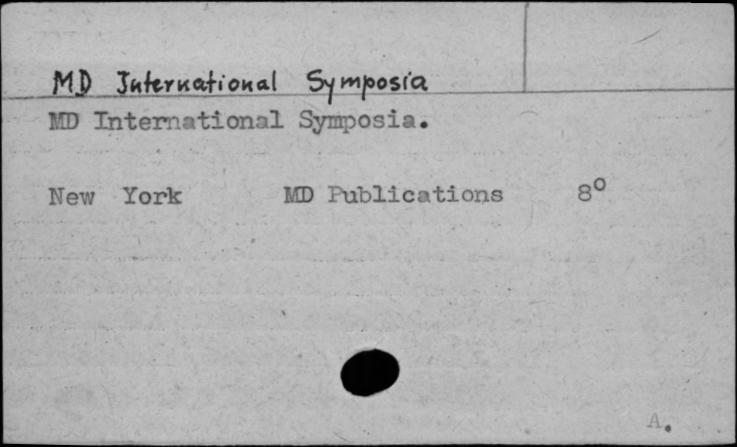 MD International Symposia
MD International Symposia.
New York MD Publications 8°
A.